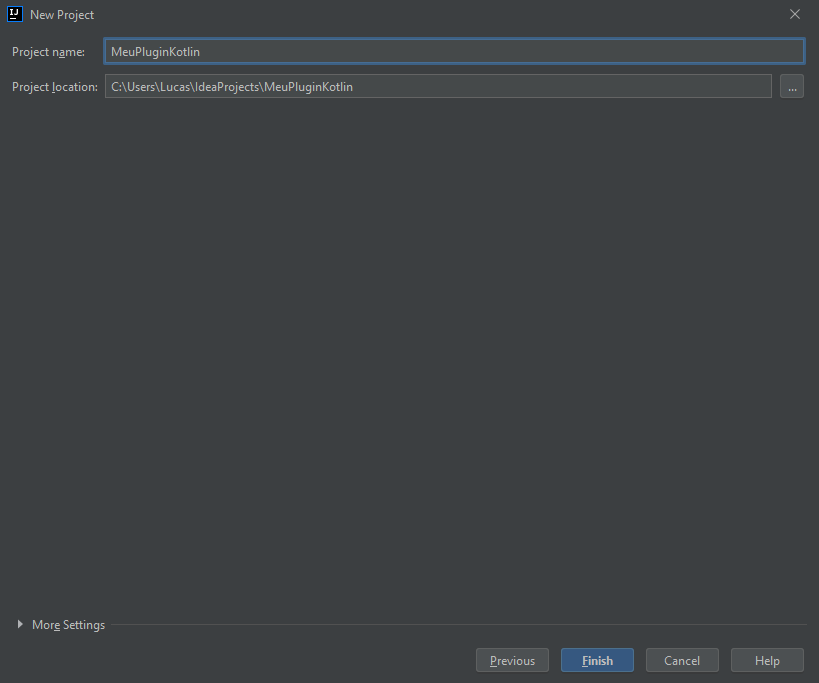 IJ New Project
Project name: MeuPluginKotlin
Project location: C:\Users\Lucas\IdeaProjects\MeuPluginKotlin ...
More Settings
Previous Finish Cancel Help